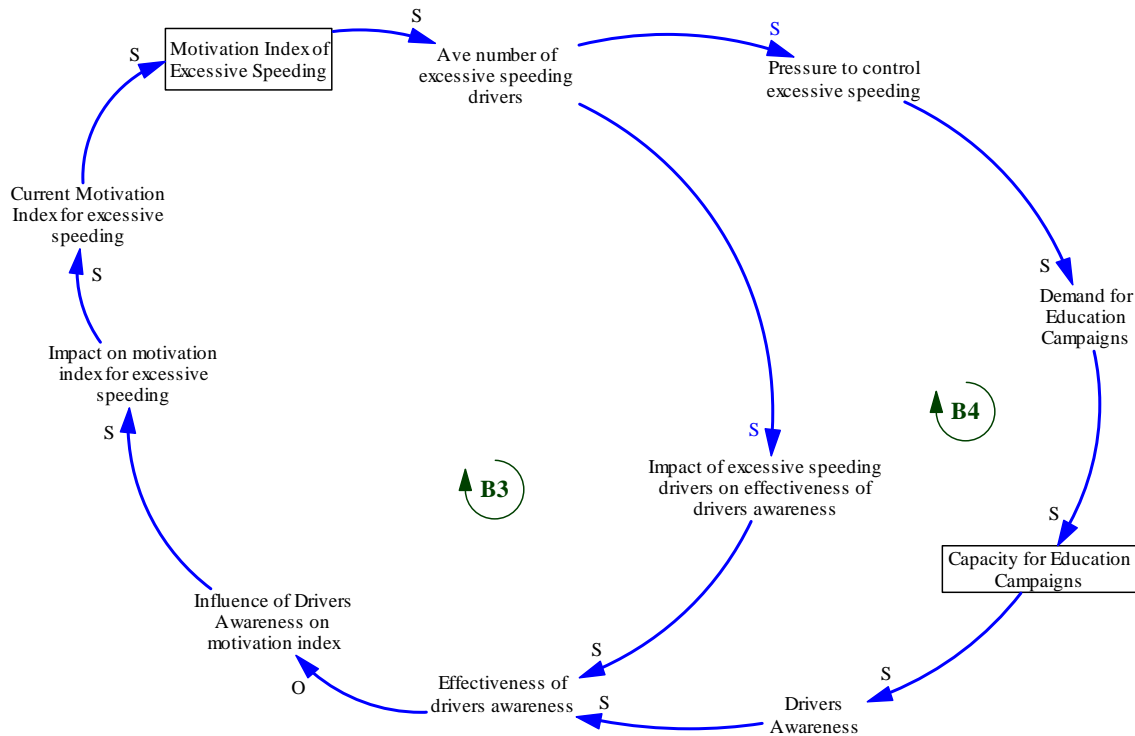 S
Motivation Index of
Excessive Speeding
S
Ave number of
excessive speeding
drivers
S
Pressure to control
excessive speeding
S
Current Motivation
Index for excessive
speeding
S
S
Demand for
Education
Campaigns
Impact on motivation
index for excessive
speeding
S
B4
S
Impact of excessive speeding
drivers on effectiveness of
drivers awareness
B3
S
Capacity for Education
Campaigns
Influence of Drivers
Awareness on
motivation index
S
S
O
Effectiveness of
drivers awareness
S
Drivers
Awareness